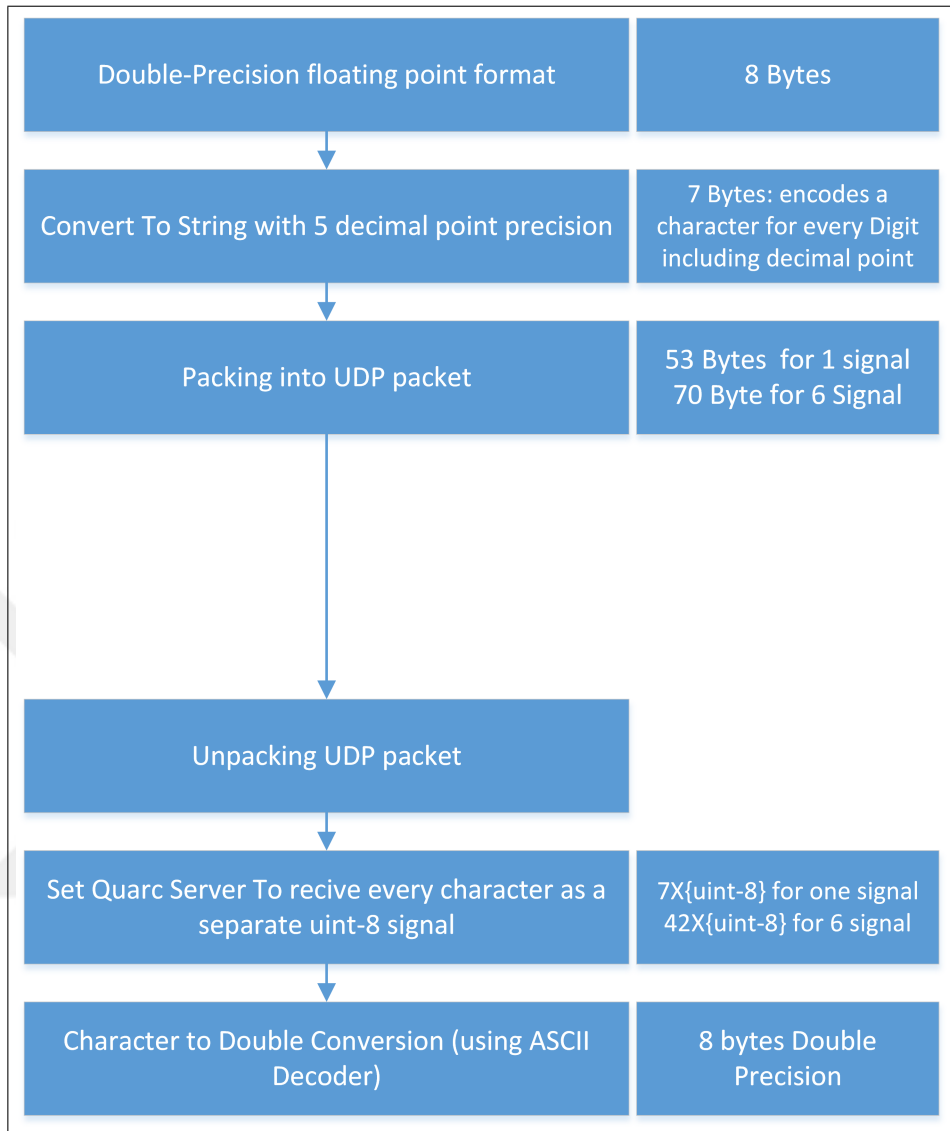 Double-Precision floating point format
8 Bytes
Convert To String with 5 decimal point precision
7 Bytes: encodes a
character for every Digit
including decimal point
Packing into UDP packet
53 Bytes for 1 signal
70 Byte for 6 Signal
Unpacking UDP packet
Set Quarc Server To recive every character as a
separate uint-8 signal
7X{uint-8} for one signal
42X{uint-8} for 6 signal
Character to Double Conversion (using ASCII
Decoder)
8 bytes Double
Precision